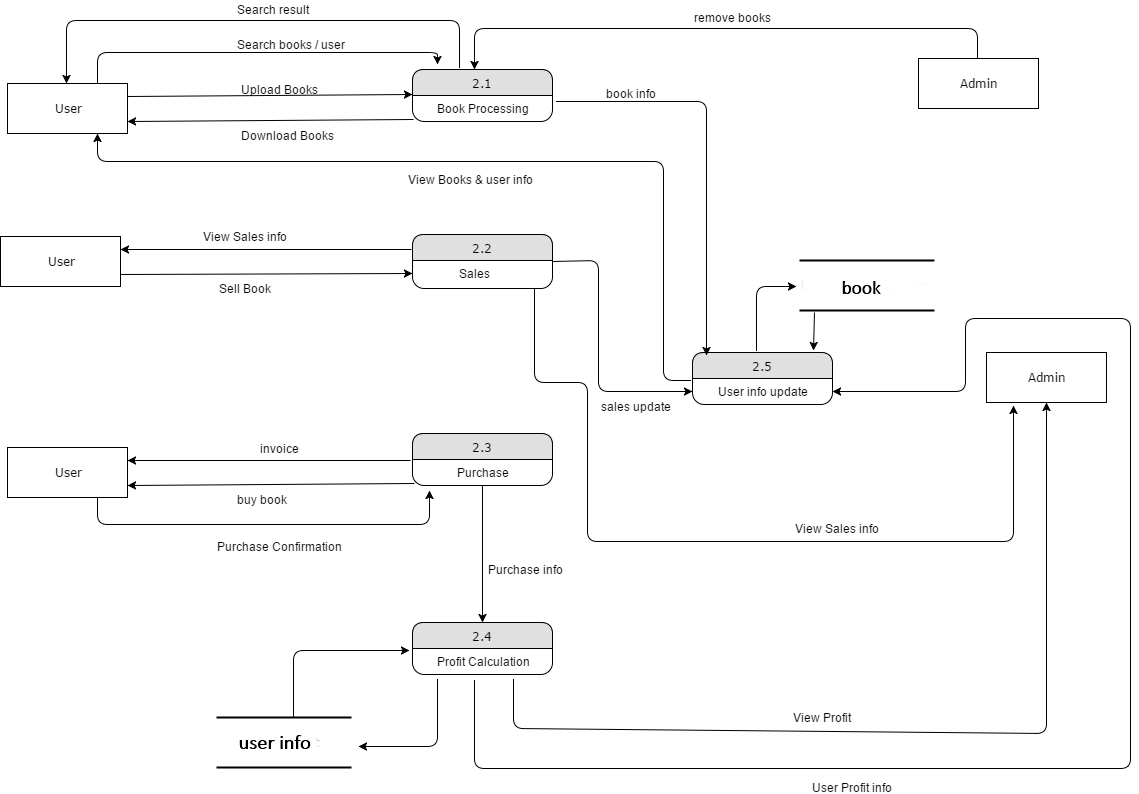 Search result
remove books
Search books / user
2.1
Admin
Upload Books
book info
User
Book Processing
Download Books
View Books & user info
View Sales info
2.2
User
Sales
Sell Book
book
2.5
Admin
User info update
sales update
invoice
2.3
User
Purchase
buy book
View Sales info
Purchase Confirmation
Purchase info
2.4
Profit Calculation
View Profit
user info
User Profit info